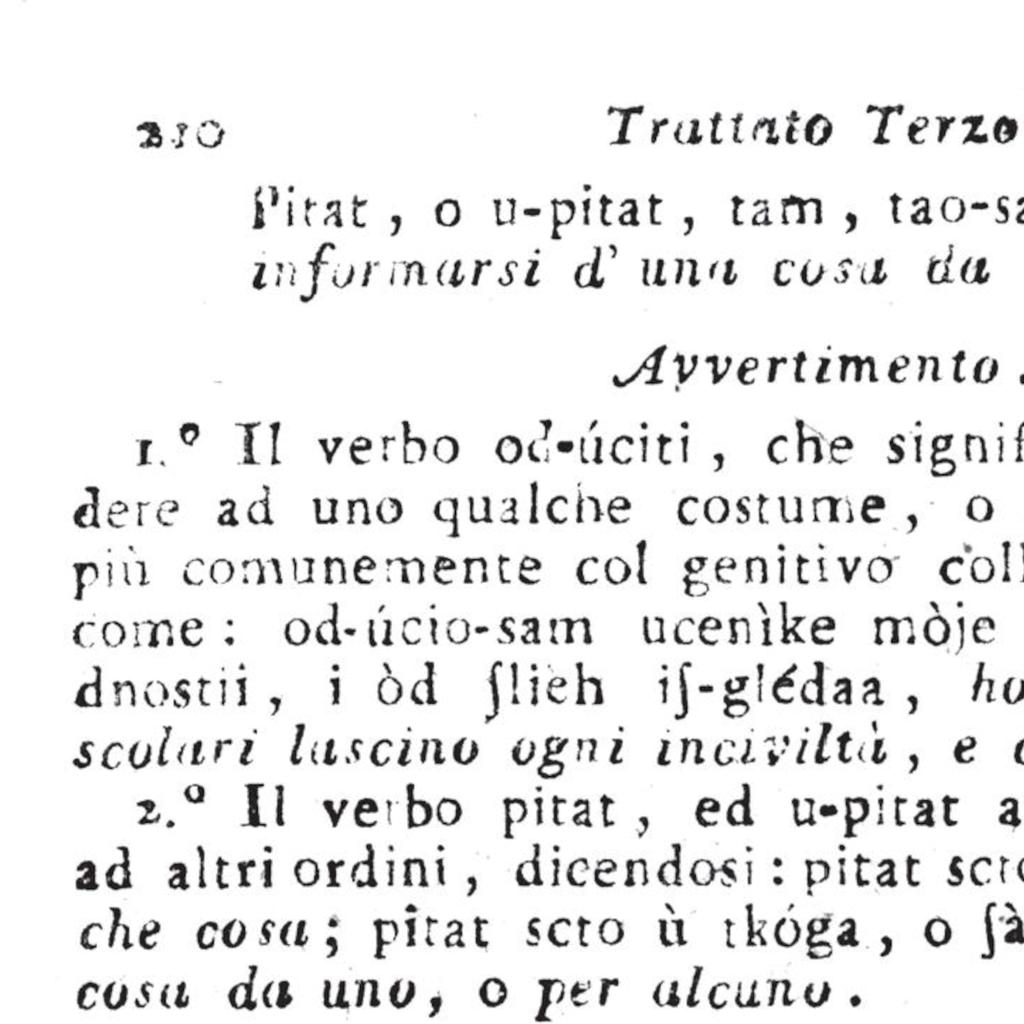 210 Trattato Terzo
Pitat, o u-pitat, tam, tao-sa
informarsi d' una cosa da
Avvertimento.
1.º Il verbo od-úciti, che signif
dere ad uno qualche costume, o
più comunemente col genitivo coll
come: od-úcio-sam ucenìke mòje
dnostii, i òd ſlieh iſ-glédaa, ho
scolari lascino ogni inciviltà, e
2.º Il verbo pitat, ed u-pitat a
ad altri ordini, dicendosi: pitat scto
che cosa; pitat scto ù tkóga, o ſà
cosa da uno, o per alcuno.